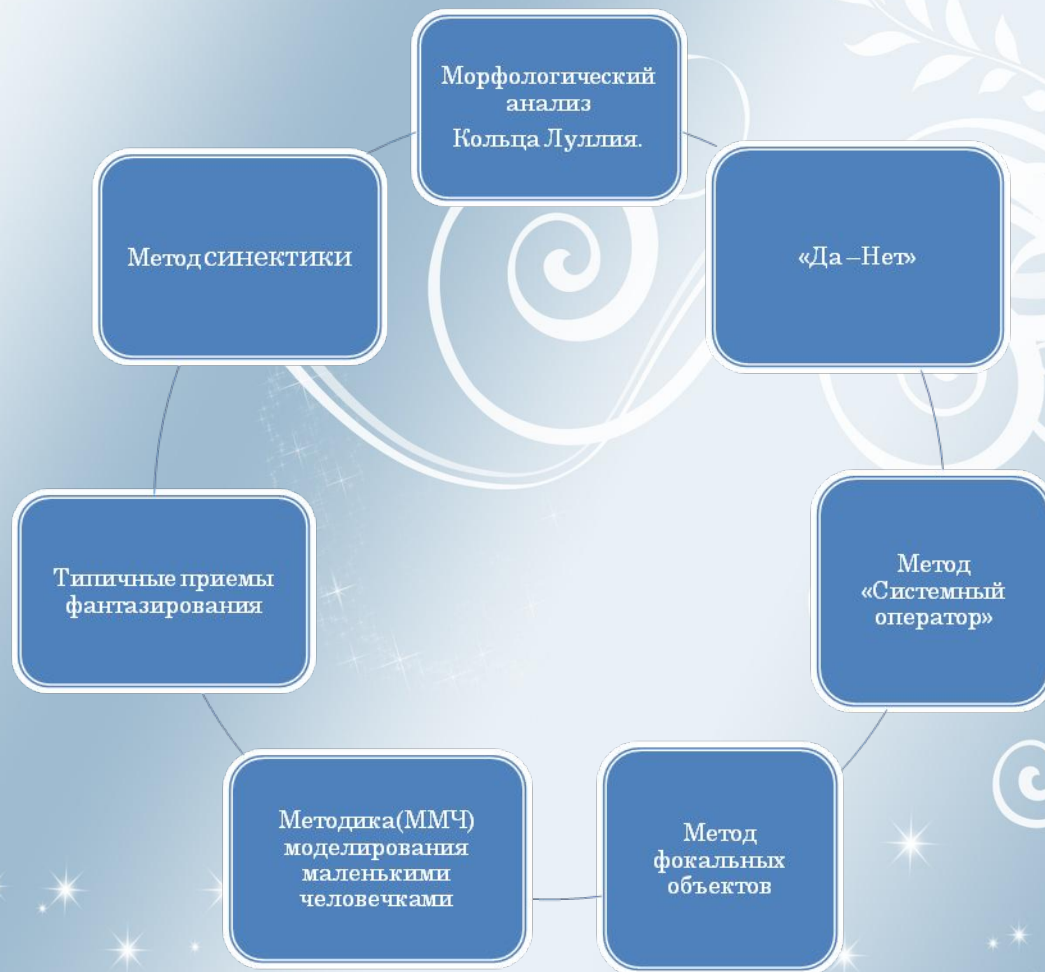 Морфологический
анализ
Кольца Луллия.
«Да –Нет»
Метод
«Системный
оператор»
Метод
фокальных
объектов
Методика(ММЧ)
моделирования
маленькими
человечками
Типичные приемы
фантазирования
Метод синектики